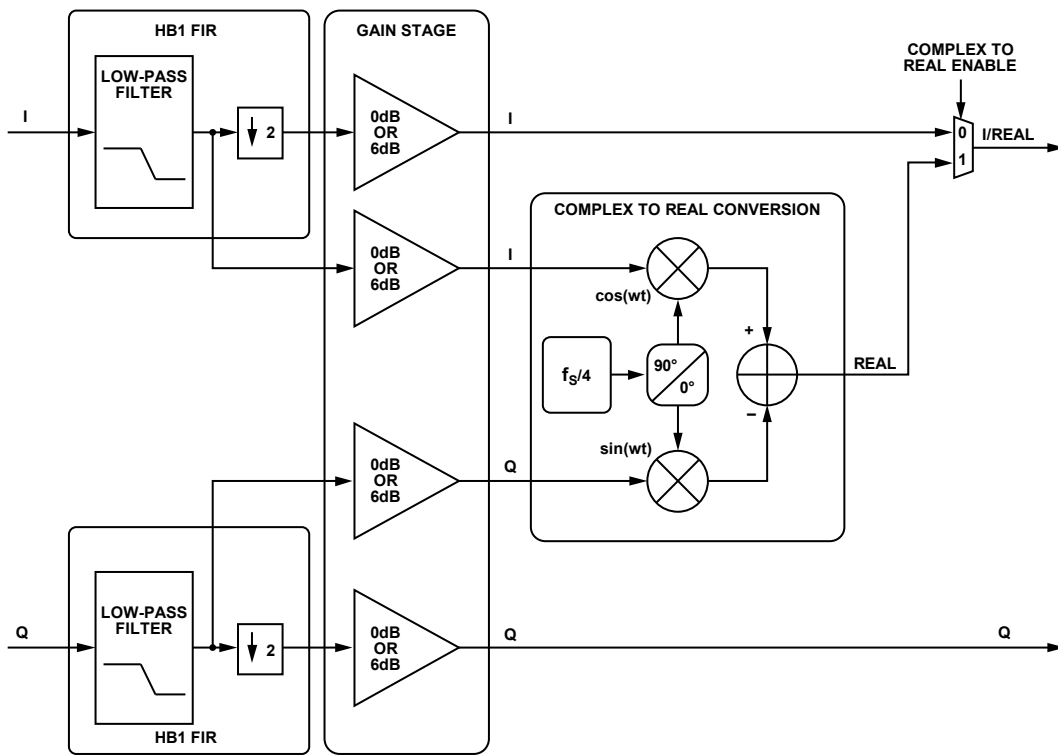 HB1 FIR
GAIN STAGE
LOW-PASS
FILTER
COMPLEX TO
REAL ENABLE
I
2
0dB
OR
6dB
I
0
1
I/REAL
COMPLEX TO REAL CONVERSION
0dB
OR
6dB
I
cos(wt)
+
fS/4
90°
0°
REAL
–
sin(wt)
0dB
OR
6dB
Q
LOW-PASS
FILTER
Q
2
0dB
OR
6dB
Q
Q
HB1 FIR